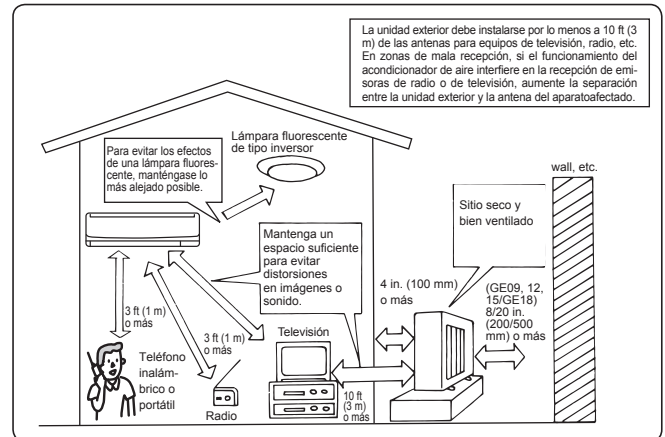 La unidad exterior debe instalarse por lo menos a 10 ft (3
m) de las antenas para equipos de televisión, radio, etc.
En zonas de mala recepción, si el funcionamiento del
acondicionador de aire interfiere en la recepción de emi-
soras de radio o de televisión, aumente la separación
entre la unidad exterior y la antena del aparatoafectado.
Lámpara fluorescente
de tipo inversor
Para evitar los efectos
de una lámpara fluores-
cente, manténgase lo
más alejado posible.
wall, etc.
Sitio seco y
bien ventilado
Mantenga un
espacio suficiente
para evitar
distorsiones
en imágenes o
sonido.
4 in. (100 mm)
o más
(GE09, 12,
15/GE18)
8/20 in.
(200/500
mm) o más
3 ft (1 m)
o más
3 ft (1 m)
o más
Televisión
Teléfono
inalám-
brico o
portátil
Radio
10 ft
(3 m)
o más